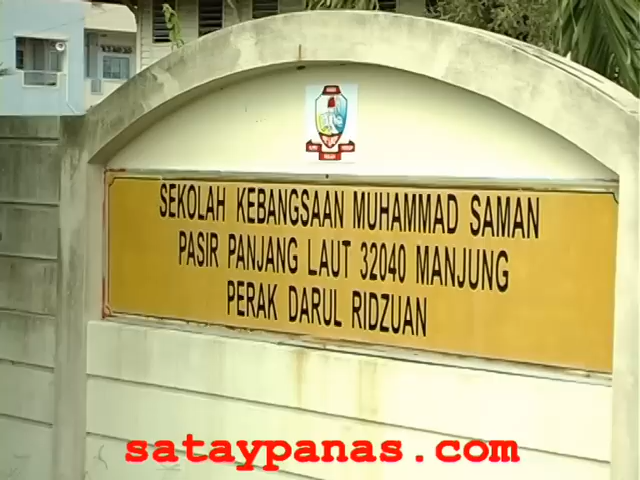 SEKOLAH KEBANGSAAN MUHAMMAD SAMAN
PASIR PANJANG LAUT 32040 MANJUNG
PERAK DARUL RIDZUAN
sataypanas.com